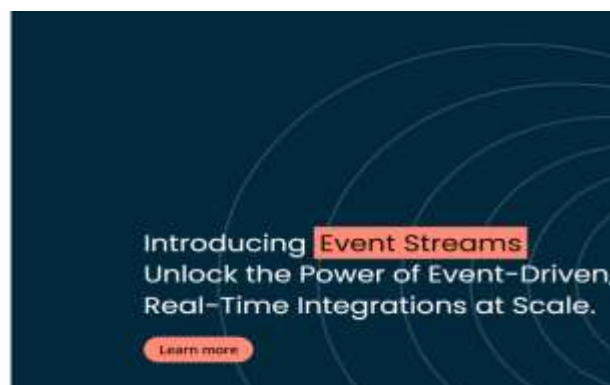 Introducing Event Streams
Unlock the Power of Event-Driven,
Real-Time Integrations at Scale.
Learn more